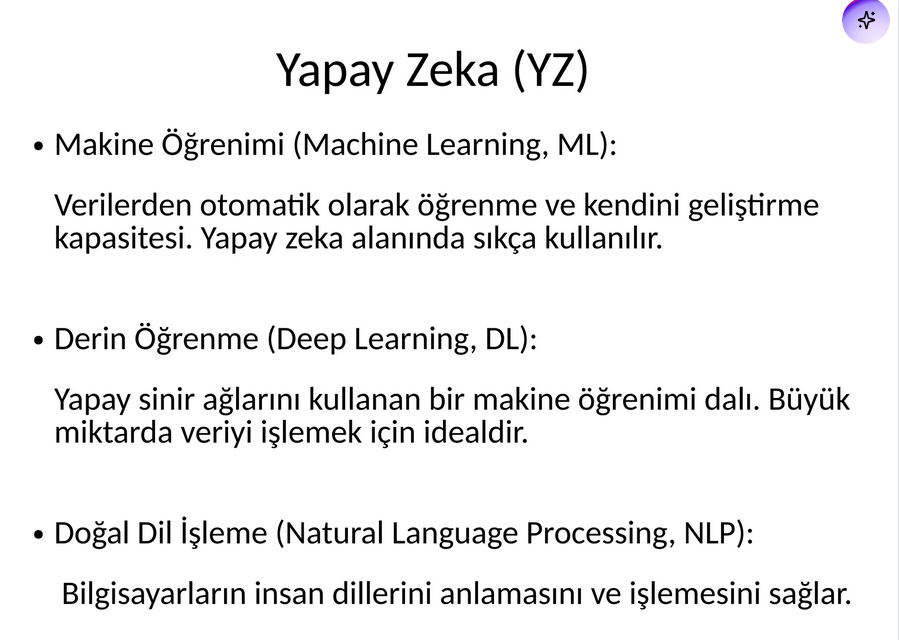 Yapay Zeka (YZ)
• Makine Öğrenimi (Machine Learning, ML):
Verilerden otomatik olarak öğrenme ve kendini geliştirme
kapasitesi. Yapay zeka alanında sıkça kullanılır.
• Derin Öğrenme (Deep Learning, DL):
Yapay sinir ağlarını kullanan bir makine öğrenimi dalı. Büyük
miktarda veriyi işlemek için idealdir.
• Doğal Dil İşleme (Natural Language Processing, NLP):
Bilgisayarların insan dillerini anlamasını ve işlemesini sağlar.